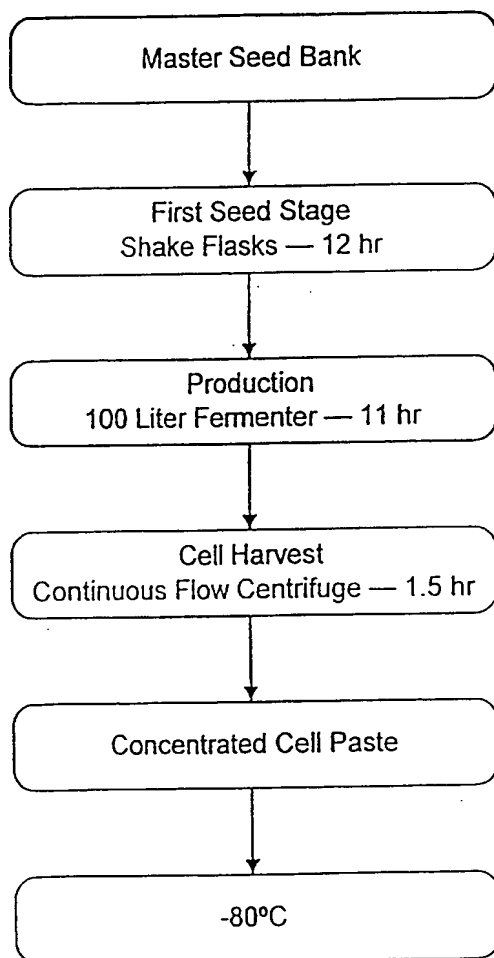 Master Seed Bank
First Seed Stage
Shake Flasks — 12 hr
Production
100 Liter Fermenter — 11 hr
Cell Harvest
Continuous Flow Centrifuge — 1.5 hr
Concentrated Cell Paste
-80ºC